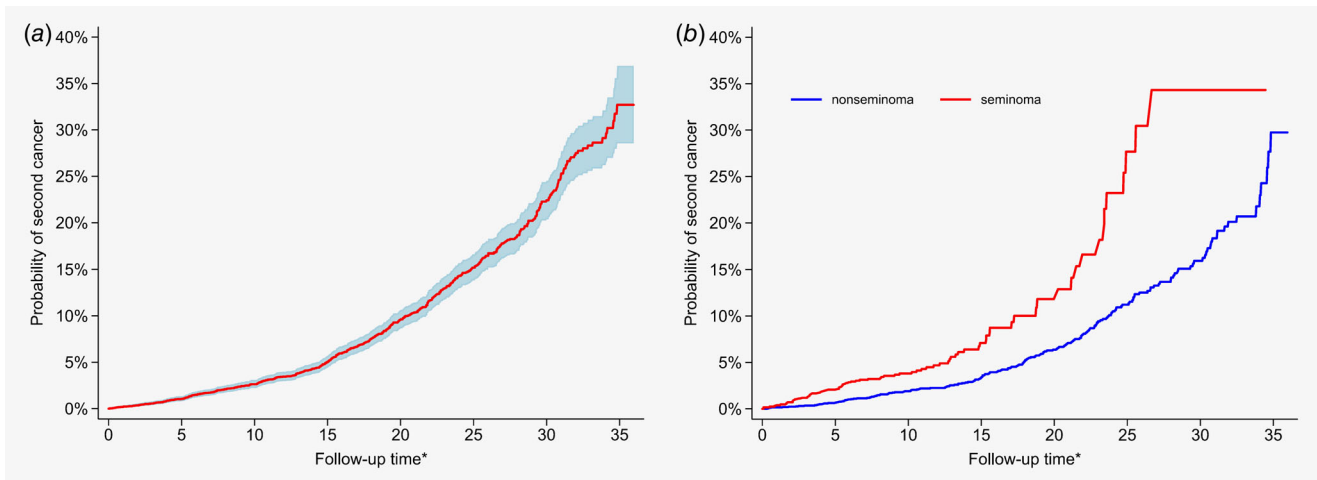 (a)
40%
35%
30%
25%
20%
15%
10%
5%
0%
Probability of second cancer
0 5 10 15 20 25 30 35
Follow-up time*
(b)
40%
35%
30%
25%
20%
15%
10%
5%
0%
Probability of second cancer
nonseminoma seminoma
0 5 10 15 20 25 30 35
Follow-up time*